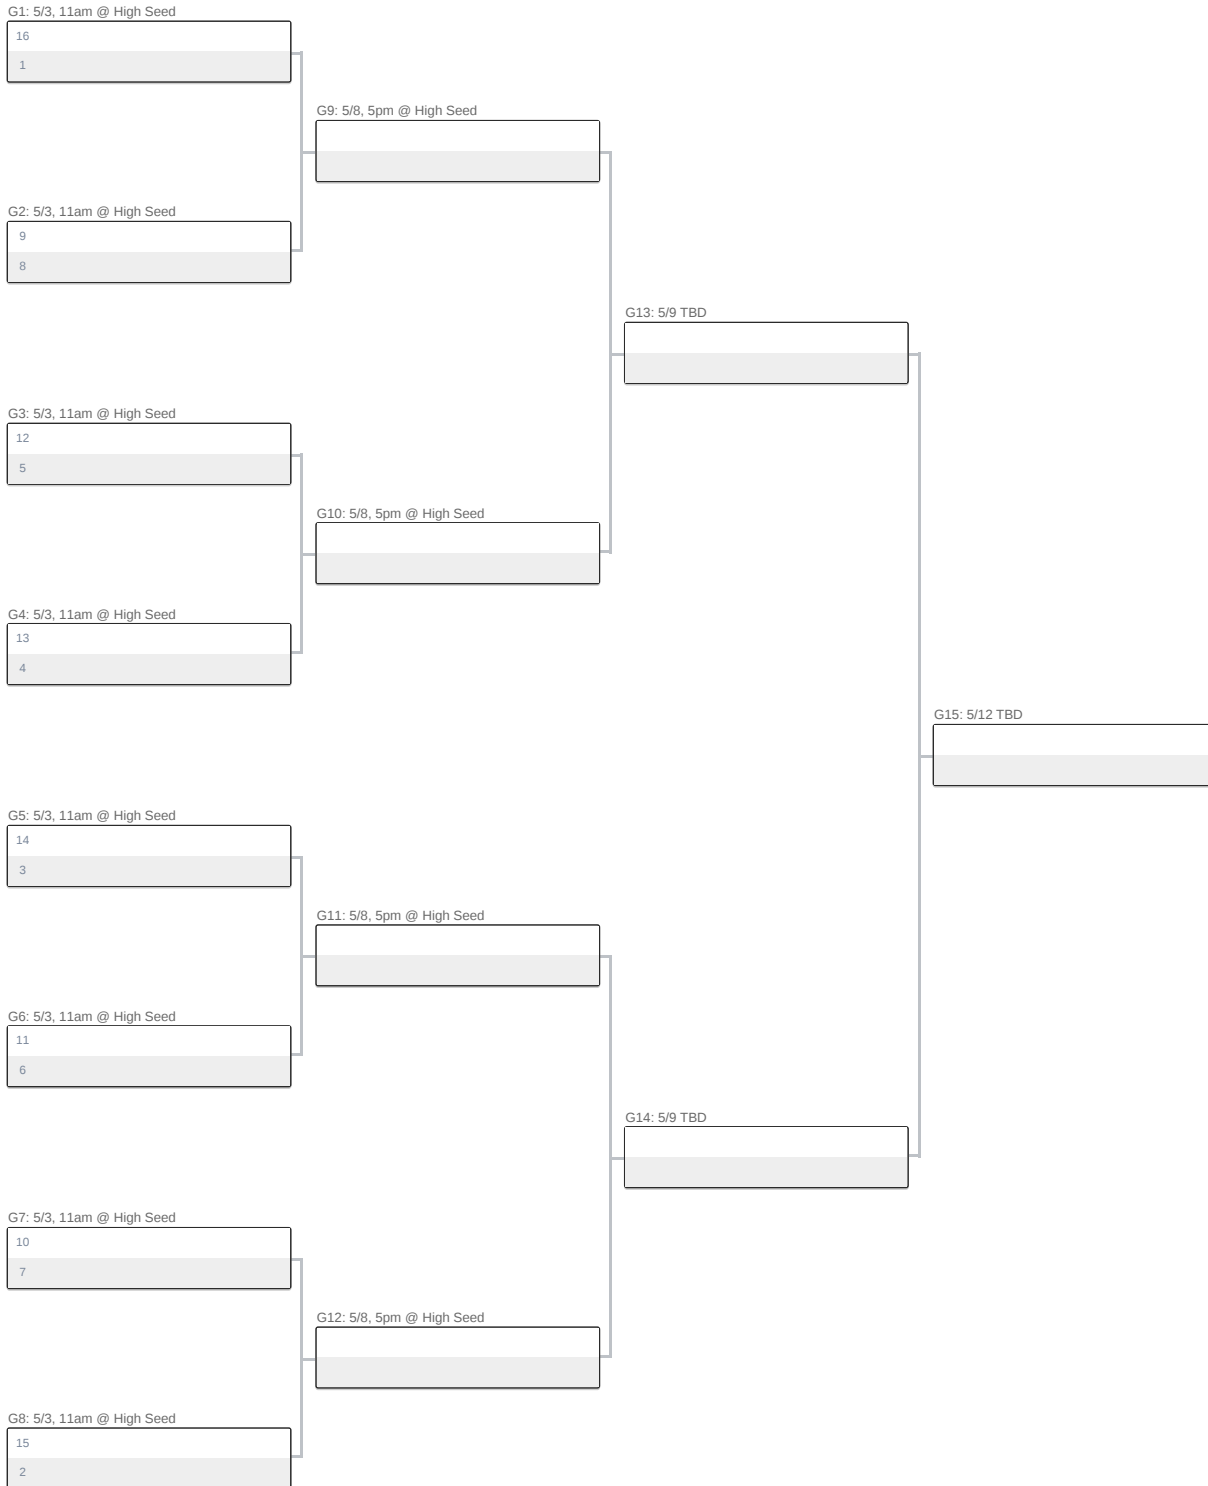 G1: 5/3, 11am @ High Seed
16
1
G9: 5/8, 5pm @ High Seed
G2: 5/3, 11am @ High Seed
9
8
G13: 5/9 TBD
G3: 5/3, 11am @ High Seed
12
5
G10: 5/8, 5pm @ High Seed
G4: 5/3, 11am @ High Seed
13
4
G15: 5/12 TBD
G5: 5/3, 11am @ High Seed
14
3
G11: 5/8, 5pm @ High Seed
G6: 5/3, 11am @ High Seed
11
6
G14: 5/9 TBD
G7: 5/3, 11am @ High Seed
10
7
G12: 5/8, 5pm @ High Seed
G8: 5/3, 11am @ High Seed
15
2